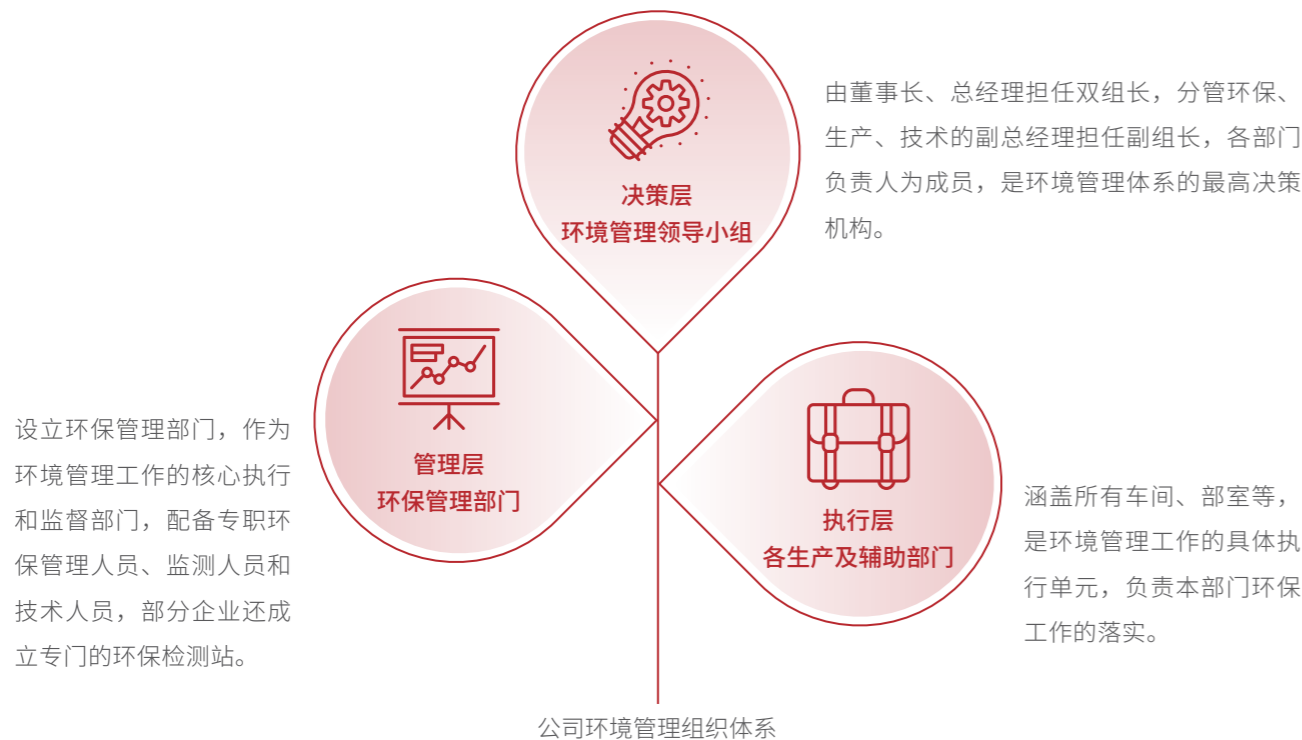 决策层
环境管理领导小组
由董事长、总经理担任双组长，分管环保、
生产、技术的副总经理担任副组长，各部门
负责人为成员，是环境管理体系的最高决策
机构。
管理层
环保管理部门
设立环保管理部门，作为
环境管理工作的核心执行
和监督部门，配备专职环
保管理人员、监测人员和
技术人员，部分企业还成
立专门的环保检测站。
执行层
各生产及辅助部门
涵盖所有车间、部室等，
是环境管理工作的具体执
行单元，负责本部门环保
工作的落实。
公司环境管理组织体系